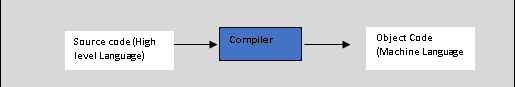 Source code (High
level Language)
Compiler
Object Code
(Machine Language